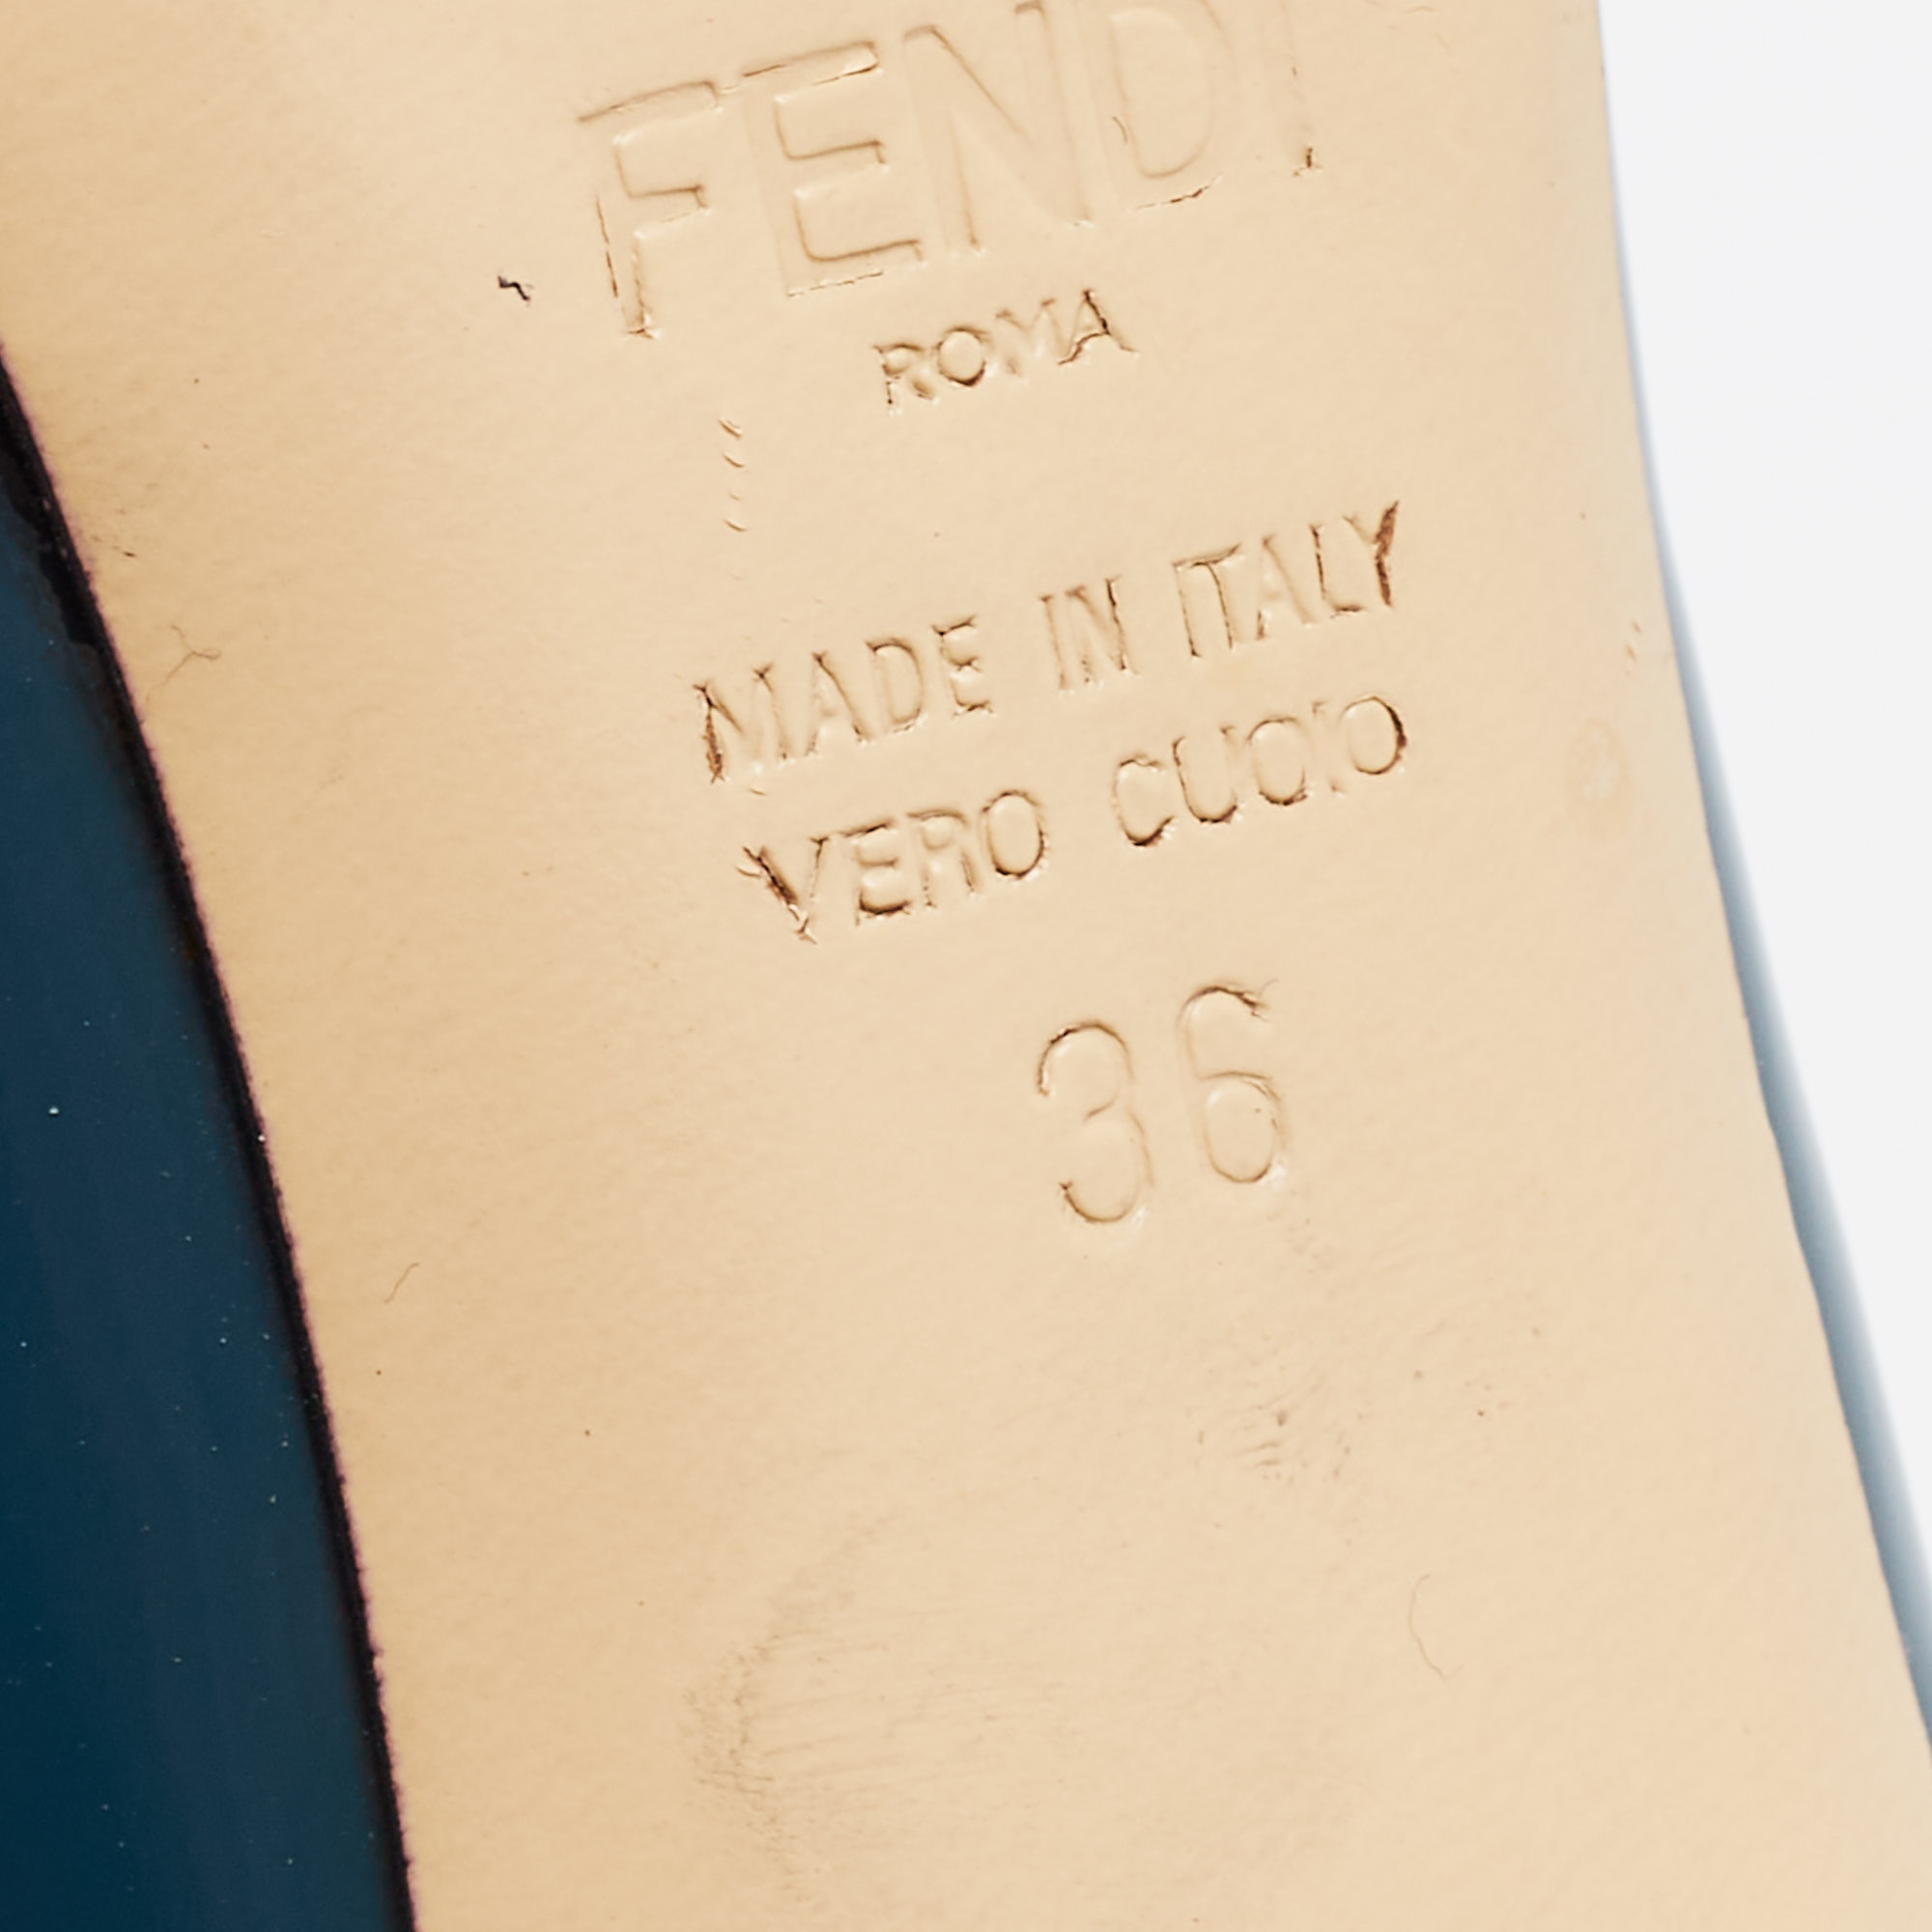 FENDI
ROMA
MADE IN ITALY
VERO CUOIO
36